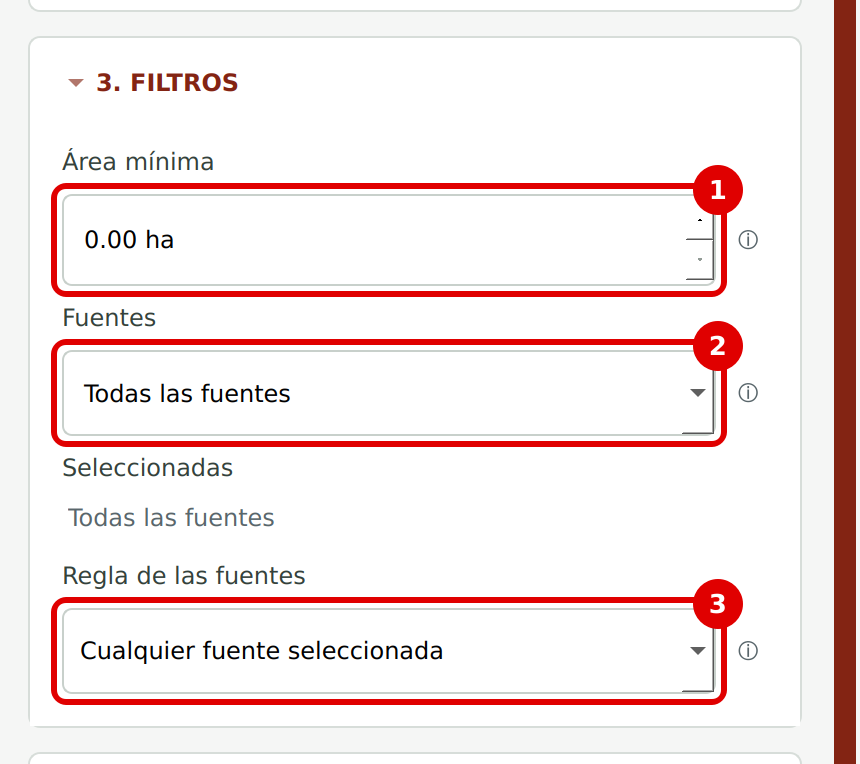 3. FILTROS
Área mínima
1
0.00 ha
Fuentes
2
Todas las fuentes
Seleccionadas
Todas las fuentes
Regla de las fuentes
3
Cualquier fuente seleccionada